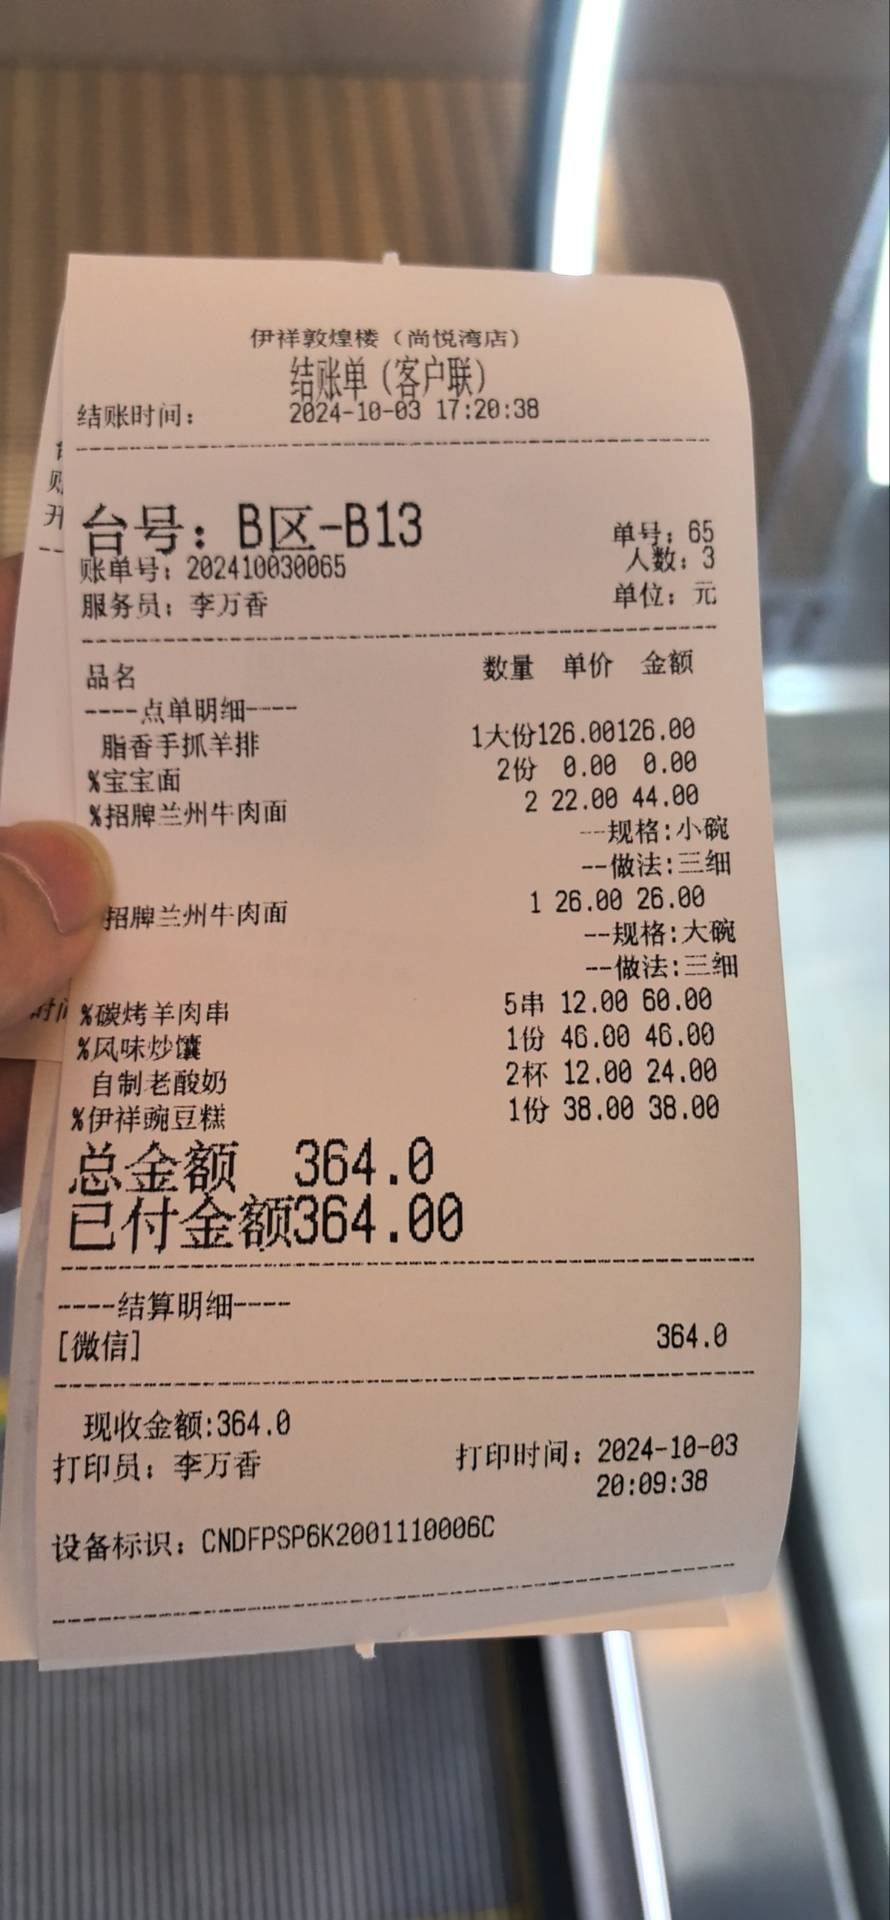 伊祥敦煌楼（尚悦湾店）
结账单（客户联）
结账时间： 2024-10-03 17:20:38
台号：B区-B13 单号：65
人数：3
账单号：202410030065
服务员：李万香 单位：元
品名 数量 单价 金额
----点单明细----
脂香手抓羊排 1大份126.00126.00
%宝宝面 2份 0.00 0.00
%招牌兰州牛肉面 2 22.00 44.00
--规格:小碗
--做法:三细
招牌兰州牛肉面 1 26.00 26.00
--规格:大碗
--做法:三细
%碳烤羊肉串 5串 12.00 60.00
%风味炒馕 1份 46.00 46.00
自制老酸奶 2杯 12.00 24.00
%伊祥豌豆糕 1份 38.00 38.00
总金额 364.0
已付金额364.00
----结算明细----
[微信] 364.0
现收金额:364.0
打印员：李万香 打印时间：2024-10-03
20:09:38
设备标识：CNDFPSP6K2001110006C